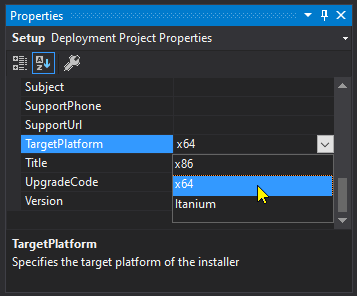 Properties
Setup Deployment Project Properties
Subject
SupportPhone
SupportUrl
TargetPlatform x64
Title x86
UpgradeCode x64
Version Itanium
TargetPlatform
Specifies the target platform of the installer